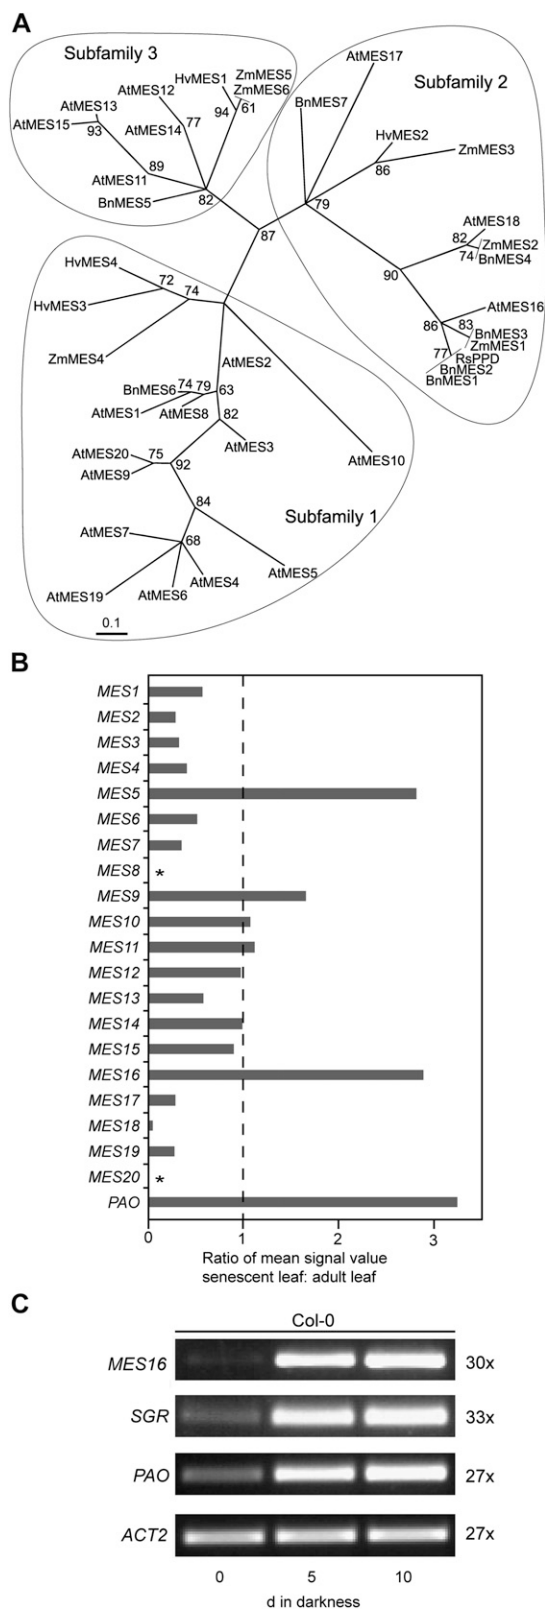 A
Subfamily 3
HvMES1
ZmMES5
ZmMES6
AtMES17
AtMES12
Subfamily 2
AtMES13
94
61
BnMES7
AtMES15
93
AtMES14
77
HvMES2
ZmMES3
89
86
AtMES11
82
79
BnMES5
AtMES18
87
82
ZmMES2
74
BnMES4
HvMES4
90
72
74
AtMES16
HvMES3
86
83
BnMES3
ZmMES1
77
RsPPD
ZmMES4
AtMES2
BnMES2
BnMES1
BnMES6
74
79
63
AtMES1
AtMES8
82
AtMES3
AtMES20
75
AtMES10
AtMES9
92
84
Subfamily 1
AtMES7
68
AtMES5
AtMES4
AtMES19
AtMES6
0.1
B
MES1
MES2
MES3
MES4
MES5
MES6
MES7
MES8 *
MES9
MES10
MES11
MES12
MES13
MES14
MES15
MES16
MES17
MES18
MES19
MES20 *
PAO
0 1 2 3
Ratio of mean signal value
senescent leaf: adult leaf
C
Col-0
MES16 30x
SGR 33x
PAO 27x
ACT2 27x
0 5 10
d in darkness